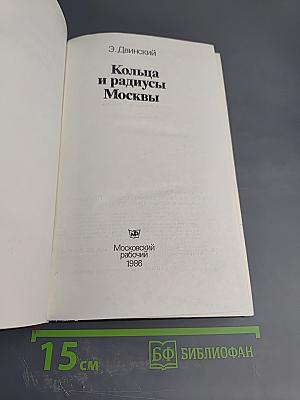 Э. Двинский
Кольца
и радиусы
Москвы
Московский
рабочий
1986
15 см
БФ БИБЛИОФАН